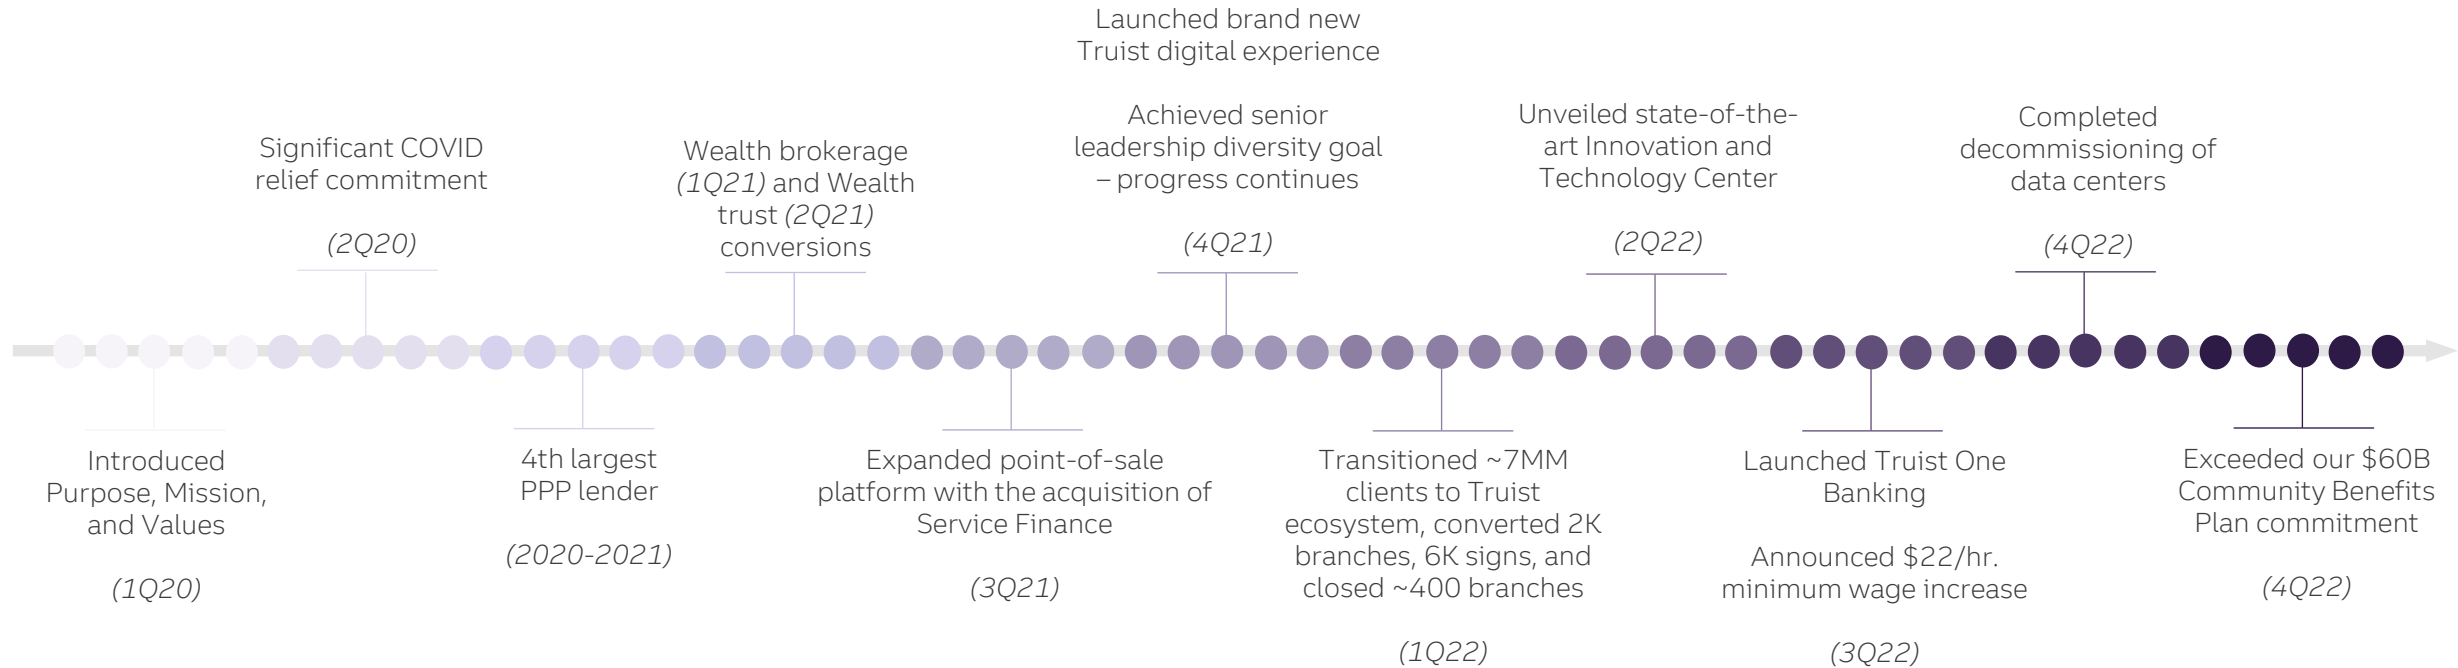 Introduced
Purpose, Mission,
and Values
(1Q20)
Significant COVID
relief commitment
(2Q20)
4th largest
PPP lender
(2020-2021)
Wealth brokerage
(1Q21) and Wealth
trust (2Q21)
conversions
Expanded point-of-sale
platform with the acquisition of
Service Finance
(3Q21)
Launched brand new
Truist digital experience
Achieved senior
leadership diversity goal
– progress continues
(4Q21)
Transitioned ~7MM
clients to Truist
ecosystem, converted 2K
branches, 6K signs, and
closed ~400 branches
(1Q22)
Unveiled state-of-the-
art Innovation and
Technology Center
(2Q22)
Launched Truist One
Banking
Announced $22/hr.
minimum wage increase
(3Q22)
Completed
decommissioning of
data centers
(4Q22)
Exceeded our $60B
Community Benefits
Plan commitment
(4Q22)